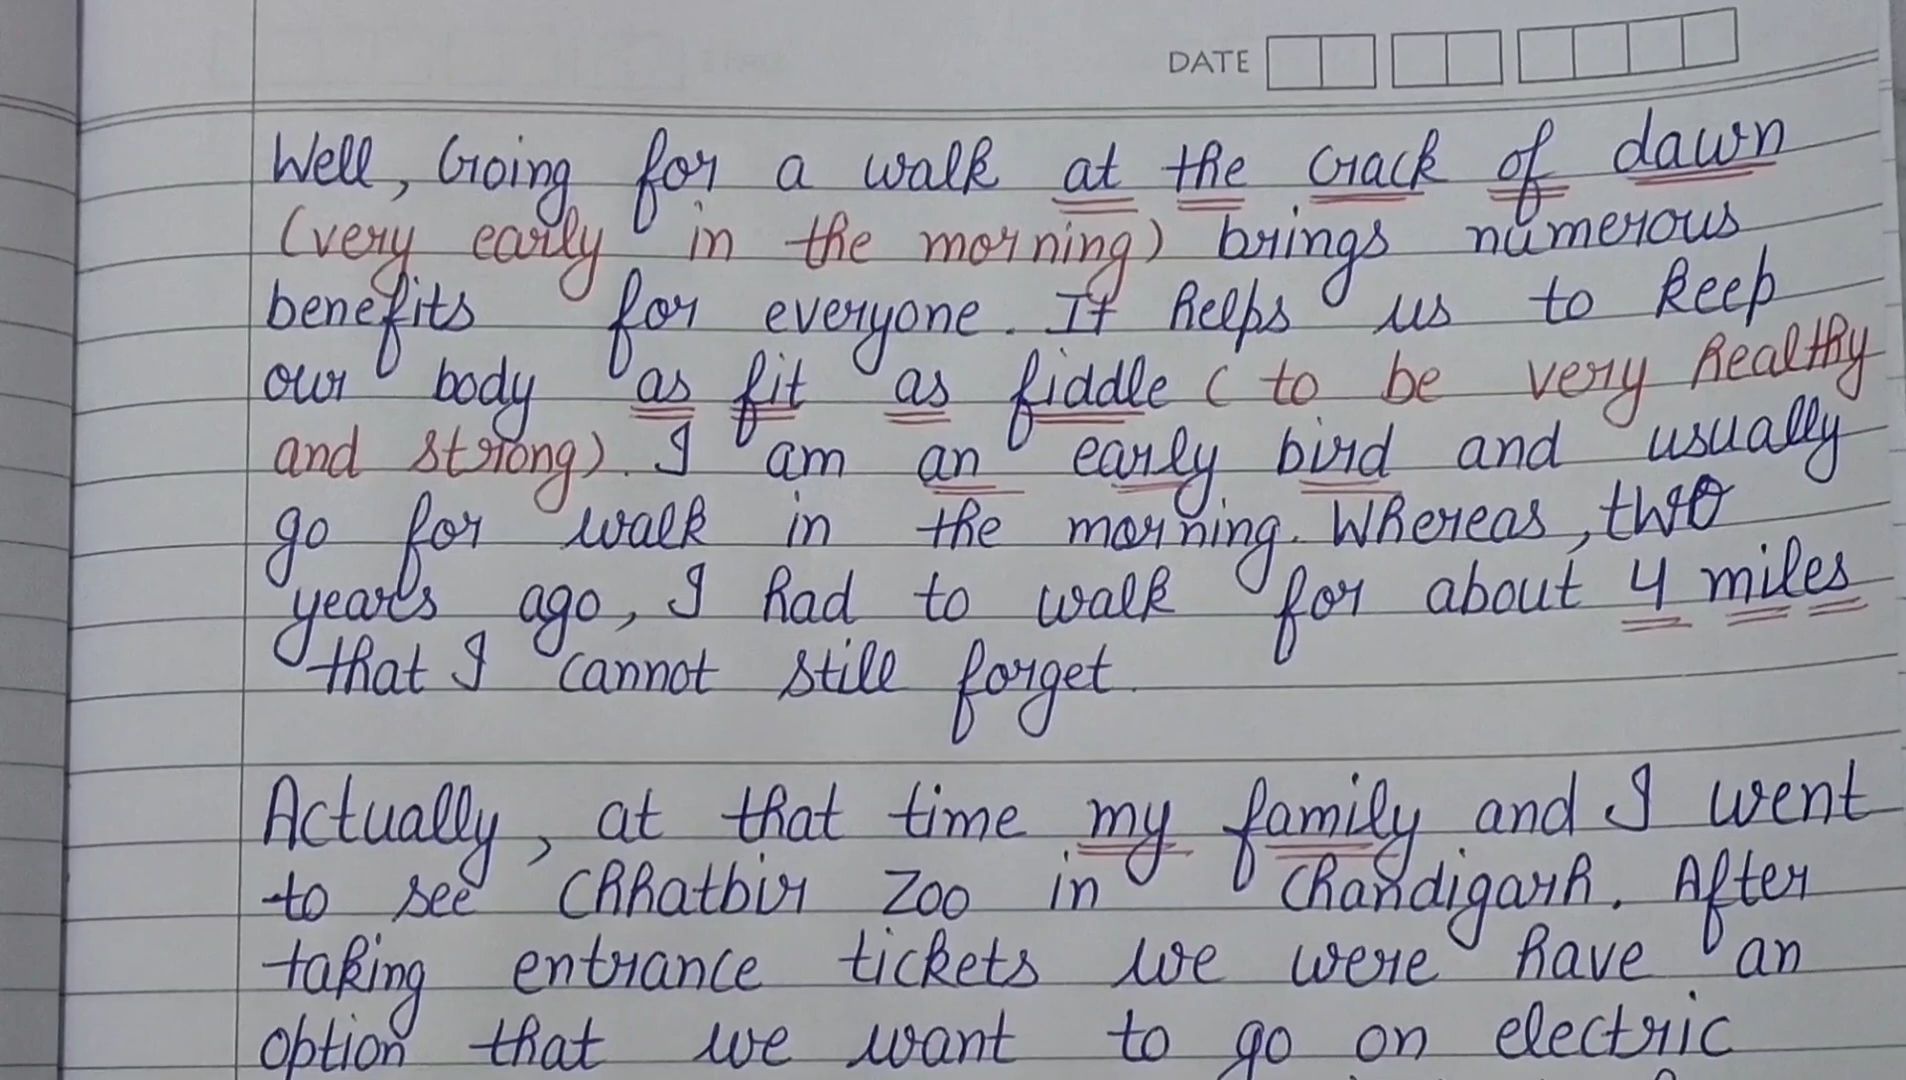 DATE
Well, Going for a walk at the crack of dawn
(very early in the morning) brings numerous
benefits for everyone. It helps us to keep
our body as fit as fiddle ( to be very healthy
and strong). I am an early bird and usually
go for walk in the morning. Whereas, two
years ago, I had to walk for about 4 miles
that I cannot still forget.
Actually, at that time my family and I went
to see Chhatbir Zoo in Chandigarh. After
taking entrance tickets we were have an
option that we want to go on electric